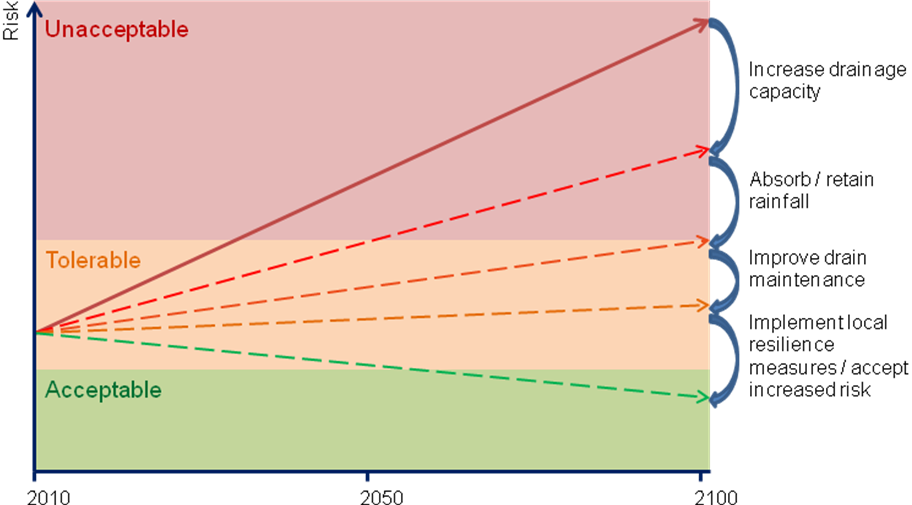 Risk
Unacceptable
Tolerable
Acceptable
Increase drainage
capacity
Absorb / retain
rainfall
Improve drain
maintenance
Implement local
resilience
measures / accept
increased risk
2010
2050
2100